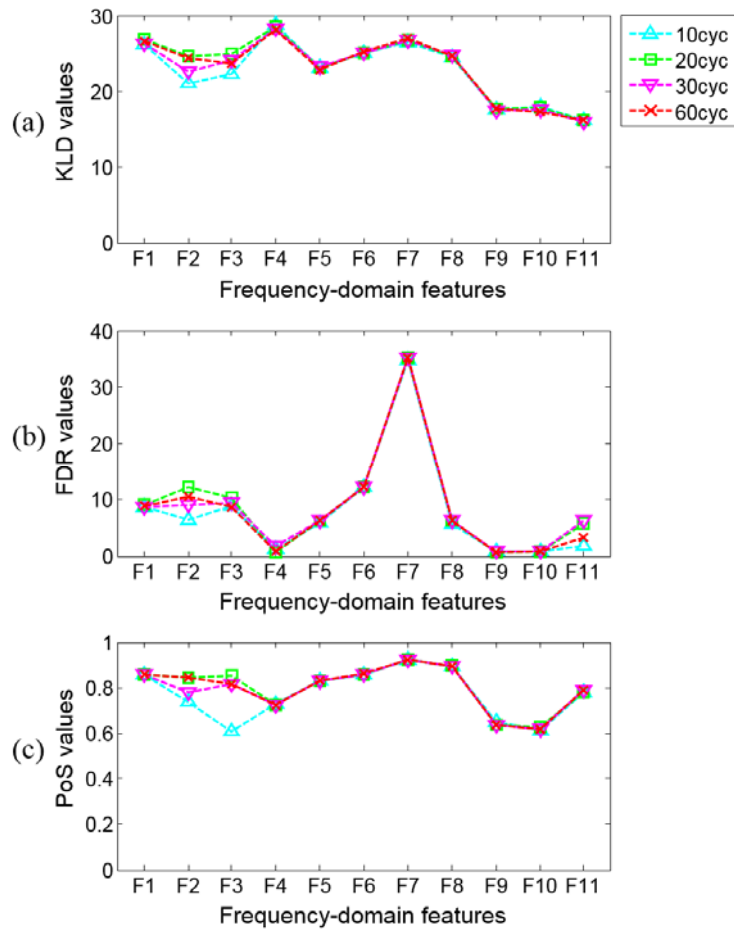 (a)
KLD values
30
20
10
0
F1 F2 F3 F4 F5 F6 F7 F8 F9 F10 F11
Frequency-domain features
10cyc
20cyc
30cyc
60cyc
(b)
FDR values
40
30
20
10
0
F1 F2 F3 F4 F5 F6 F7 F8 F9 F10 F11
Frequency-domain features
(c)
PoS values
1
0.8
0.6
0.4
0.2
0
F1 F2 F3 F4 F5 F6 F7 F8 F9 F10 F11
Frequency-domain features